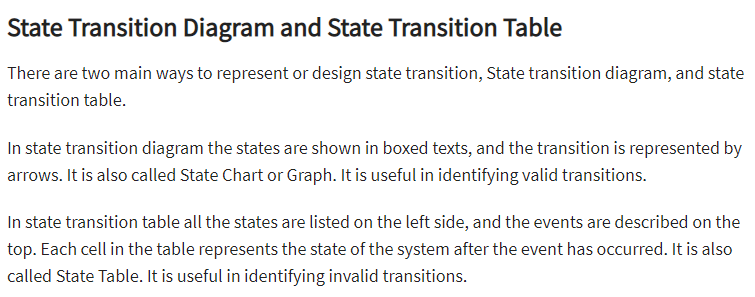 State Transition Diagram and State Transition Table
There are two main ways to represent or design state transition, State transition diagram, and state
transition table.
In state transition diagram the states are shown in boxed texts, and the transition is represented by
arrows. It is also called State Chart or Graph. It is useful in identifying valid transitions.
In state transition table all the states are listed on the left side, and the events are described on the
top. Each cell in the table represents the state of the system after the event has occurred. It is also
called State Table. It is useful in identifying invalid transitions.